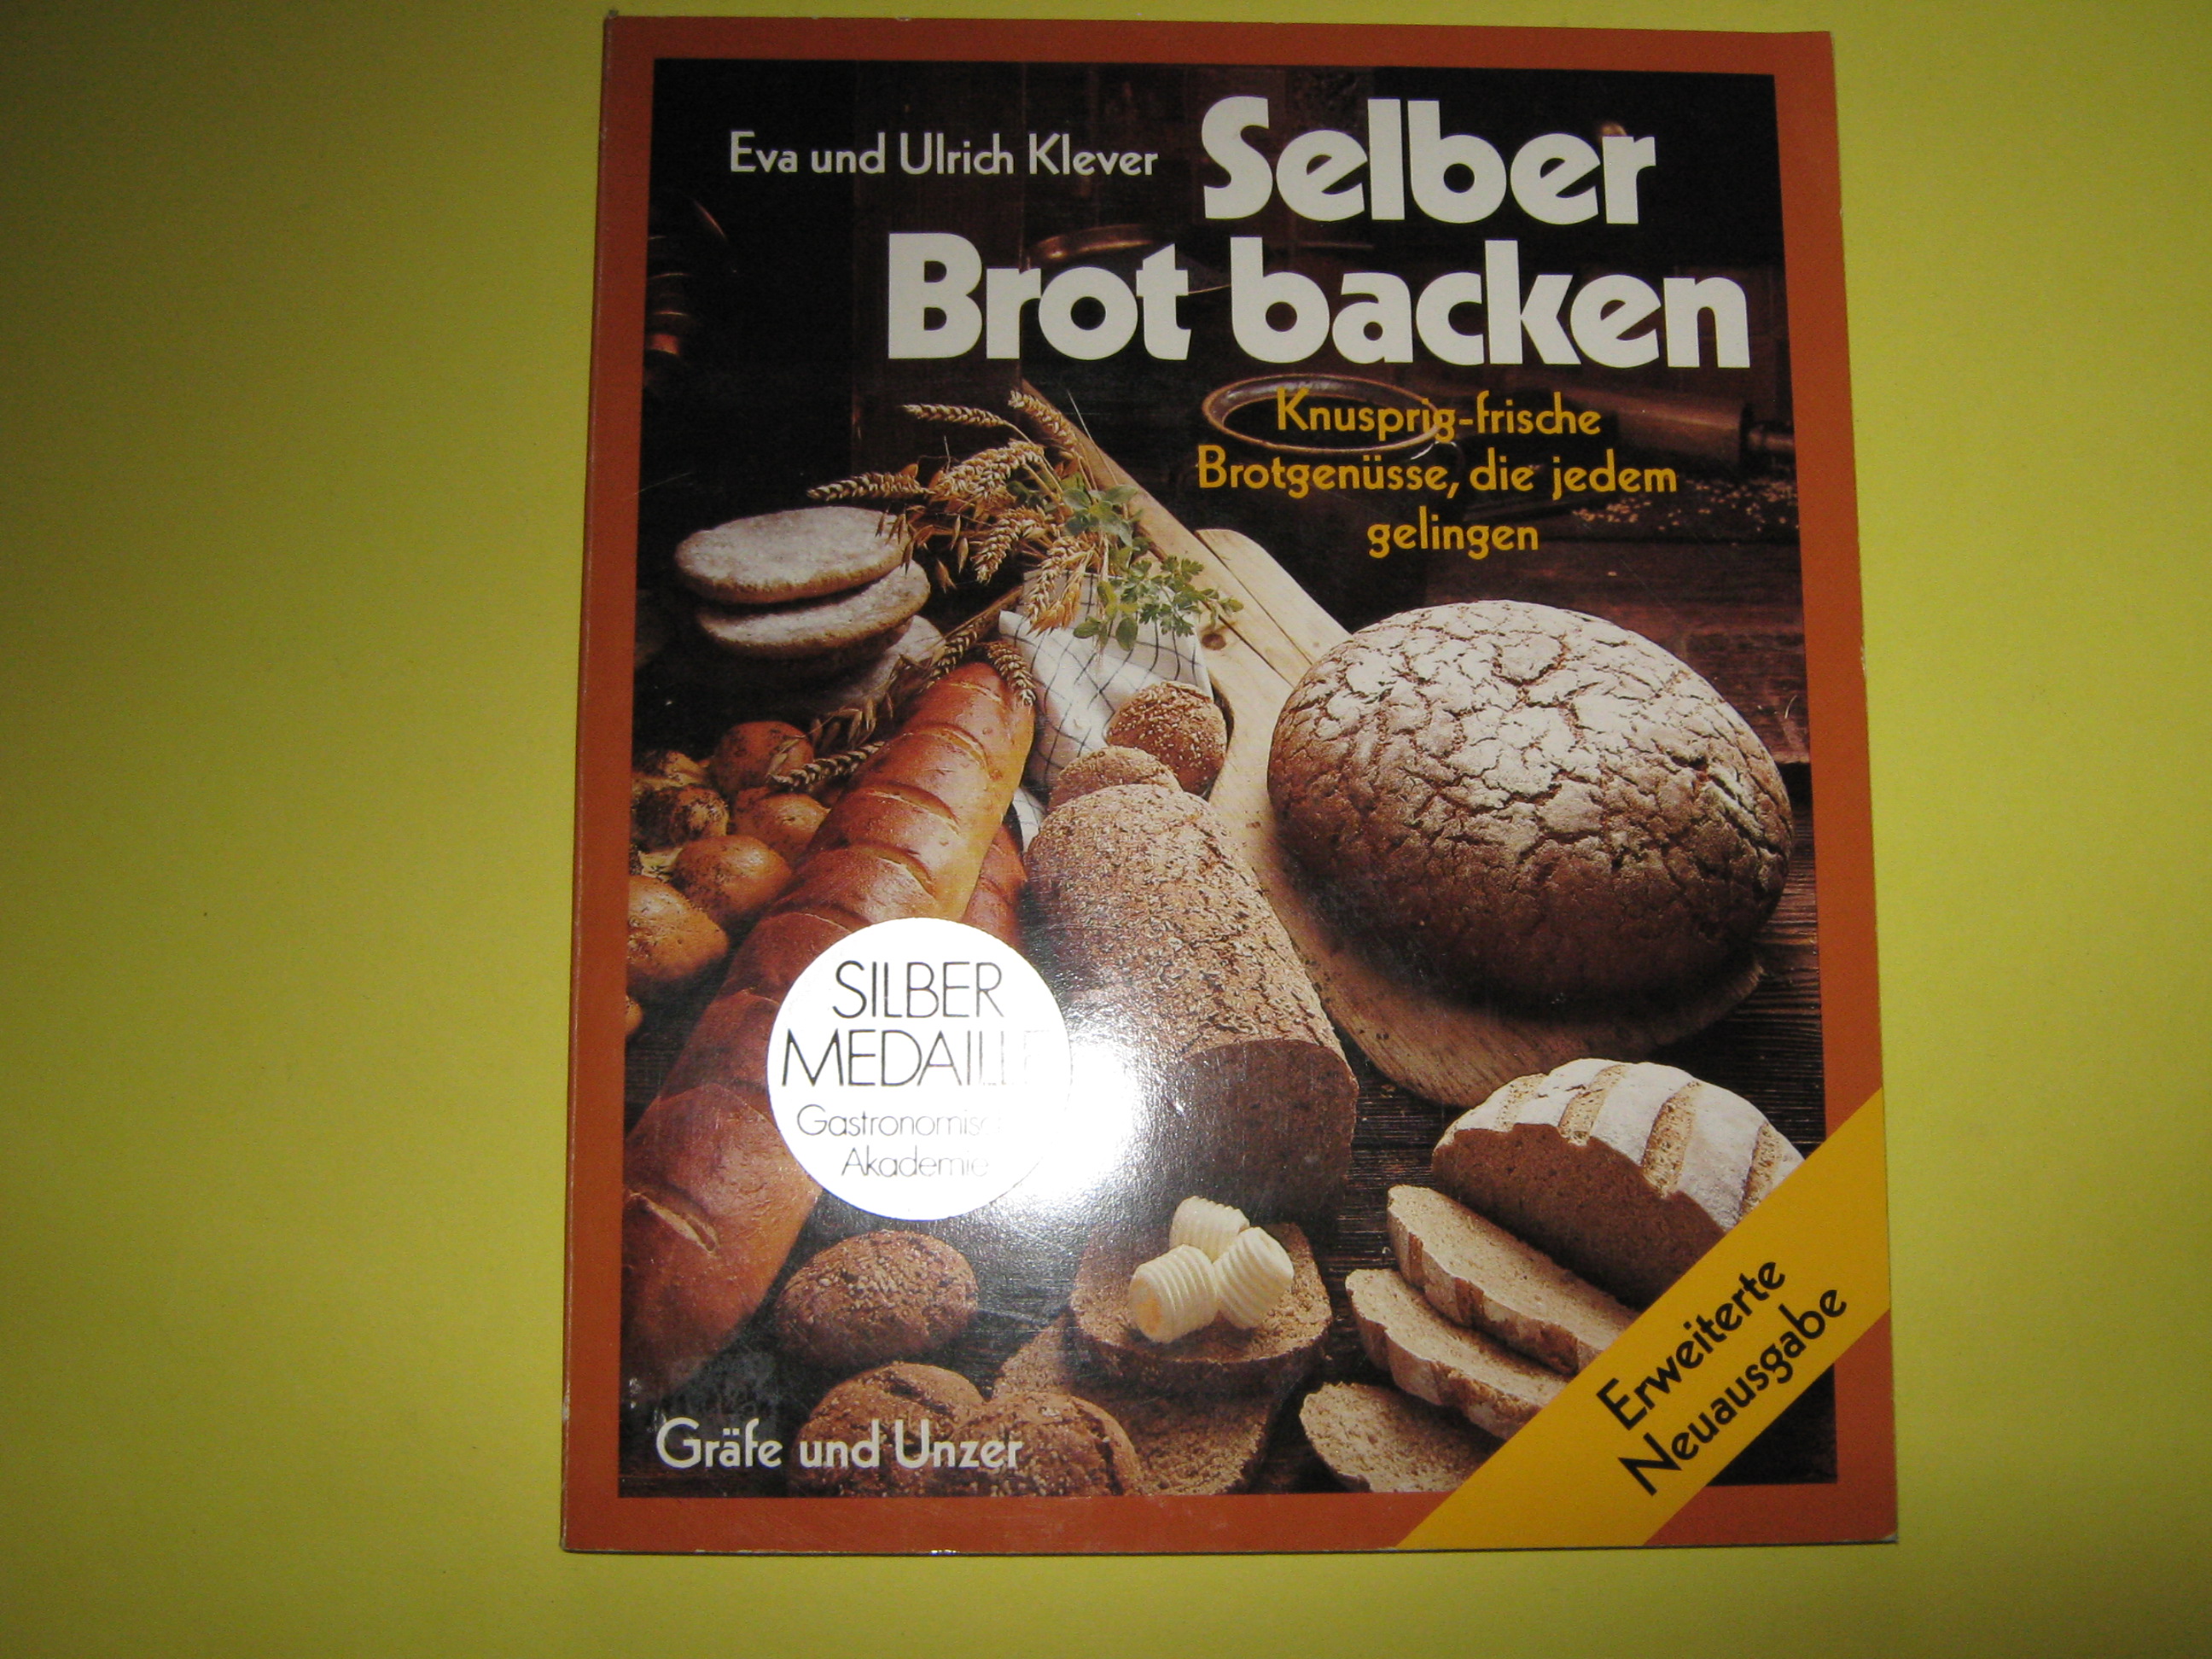 Eva und Ulrich Klever
Selber
Brot backen
Knusprig-frische
Brotgenüsse, die jedem
gelingen
SILBER
MEDAILLE
Akademie
Erweiterte
Neuausgabe
Gräfe und Unzer